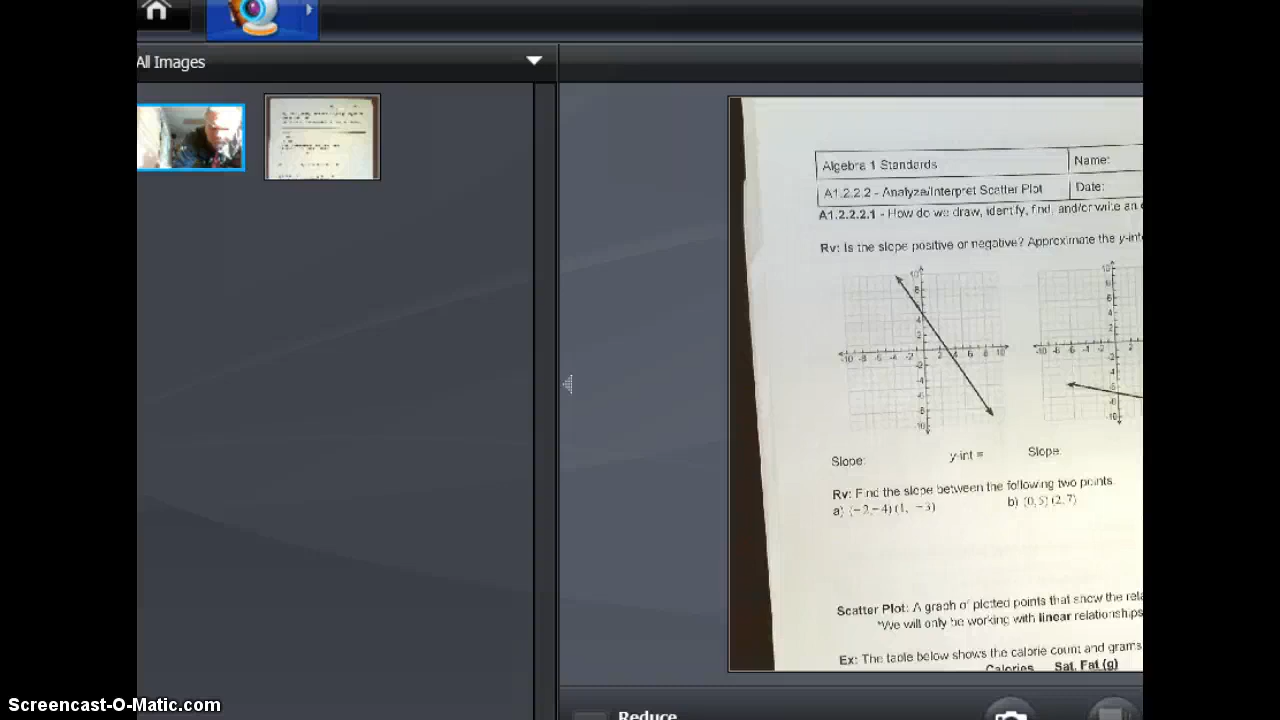 All Images
Algebra 1 Standards
Name:
A1.2.2.2 - Analyze/Interpret Scatter Plot
Date:
A1.2.2.2.1 - How do we draw, identify, find, and/or write an
Rv: Is the slope positive or negative? Approximate the y-int
Slope:
y-int =
Slope:
Rv: Find the slope between the following two points.
a) (-2,-4) (1, -3)
b) (0,5) (2,7)
Scatter Plot: A graph of plotted points that show the
*We will only be working with linear relationships
Ex: The table below shows the calorie count and grams
Calories Sat. Fat (g)
Reduce
Screencast-O-Matic.com